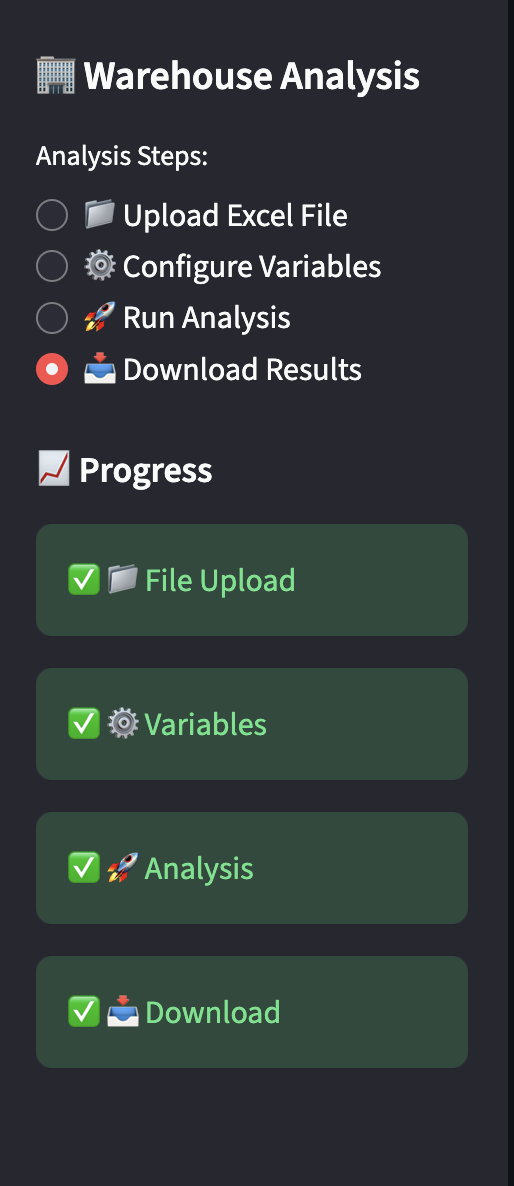 🏢 Warehouse Analysis
Analysis Steps:
📁 Upload Excel File
⚙️ Configure Variables
🚀 Run Analysis
📥 Download Results
📈 Progress
✅ 📁 File Upload
✅ ⚙️ Variables
✅ 🚀 Analysis
✅ 📥 Download